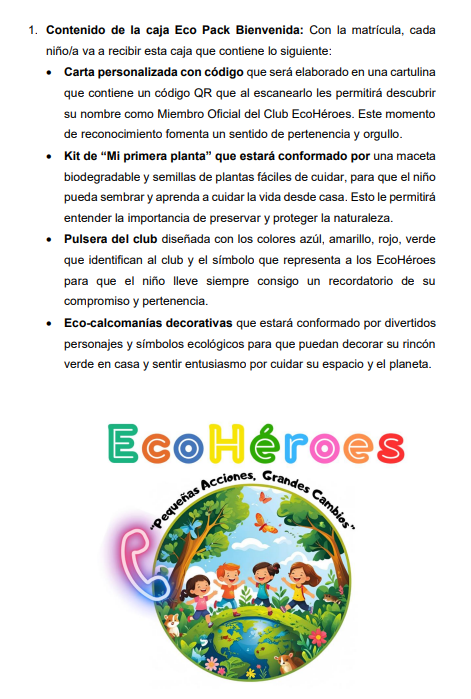 1. Contenido de la caja Eco Pack Bienvenida: Con la matrícula, cada
niño/a va a recibir esta caja que contiene lo siguiente:
• Carta personalizada con código que será elaborado en una cartulina
que contiene un código QR que al escanearlo les permitirá descubrir
su nombre como Miembro Oficial del Club EcoHéroes. Este momento
de reconocimiento fomenta un sentido de pertenencia y orgullo.
• Kit de “Mi primera planta” que estará conformado por una maceta
biodegradable y semillas de plantas fáciles de cuidar, para que el niño
pueda sembrar y aprenda a cuidar la vida desde casa. Esto le permitirá
entender la importancia de preservar y proteger la naturaleza.
• Pulsera del club diseñada con los colores azúl, amarillo, rojo, verde
que identifican al club y el símbolo que representa a los EcoHéroes
para que el niño lleve siempre consigo un recordatorio de su
compromiso y pertenencia.
• Eco-calcomanías decorativas que estará conformado por divertidos
personajes y símbolos ecológicos para que puedan decorar su rincón
verde en casa y sentir entusiasmo por cuidar su espacio y el planeta.
EcoHéroes
"Pequeñas Acciones, Grandes Cambios"